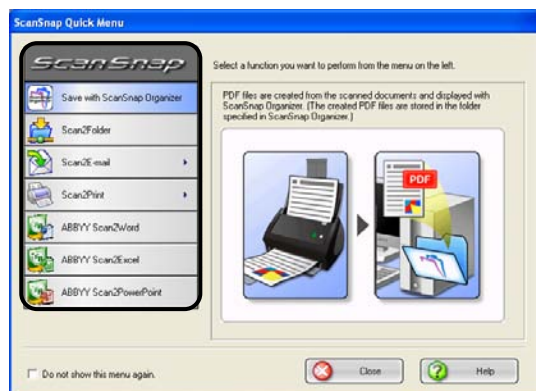 ScanSnap Quick Menu
ScanSnap
Select a function you want to perform from the menu on the left.
Save with ScanSnap Organizer
Scan2Folder
Scan2E-mail
Scan2Print
ABBYY Scan2Word
ABBYY Scan2Excel
ABBYY Scan2PowerPoint
PDF files are created from the scanned documents and displayed with
ScanSnap Organizer. (The created PDF files are stored in the folder
specified in ScanSnap Organizer.)
PDF
Do not show this menu again.
Close
Help